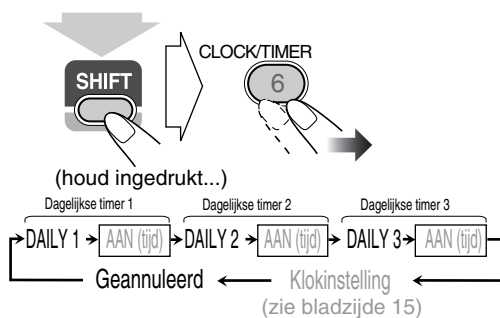 CLOCK/TIMER
SHIFT
6
(houd ingedrukt...)
Dagelijkse timer 1 Dagelijkse timer 2 Dagelijkse timer 3
DAILY 1 AAN (tijd) DAILY 2 AAN (tijd) DAILY 3 AAN (tijd)
Geannuleerd Klokinstelling
(zie bladzijde 15)